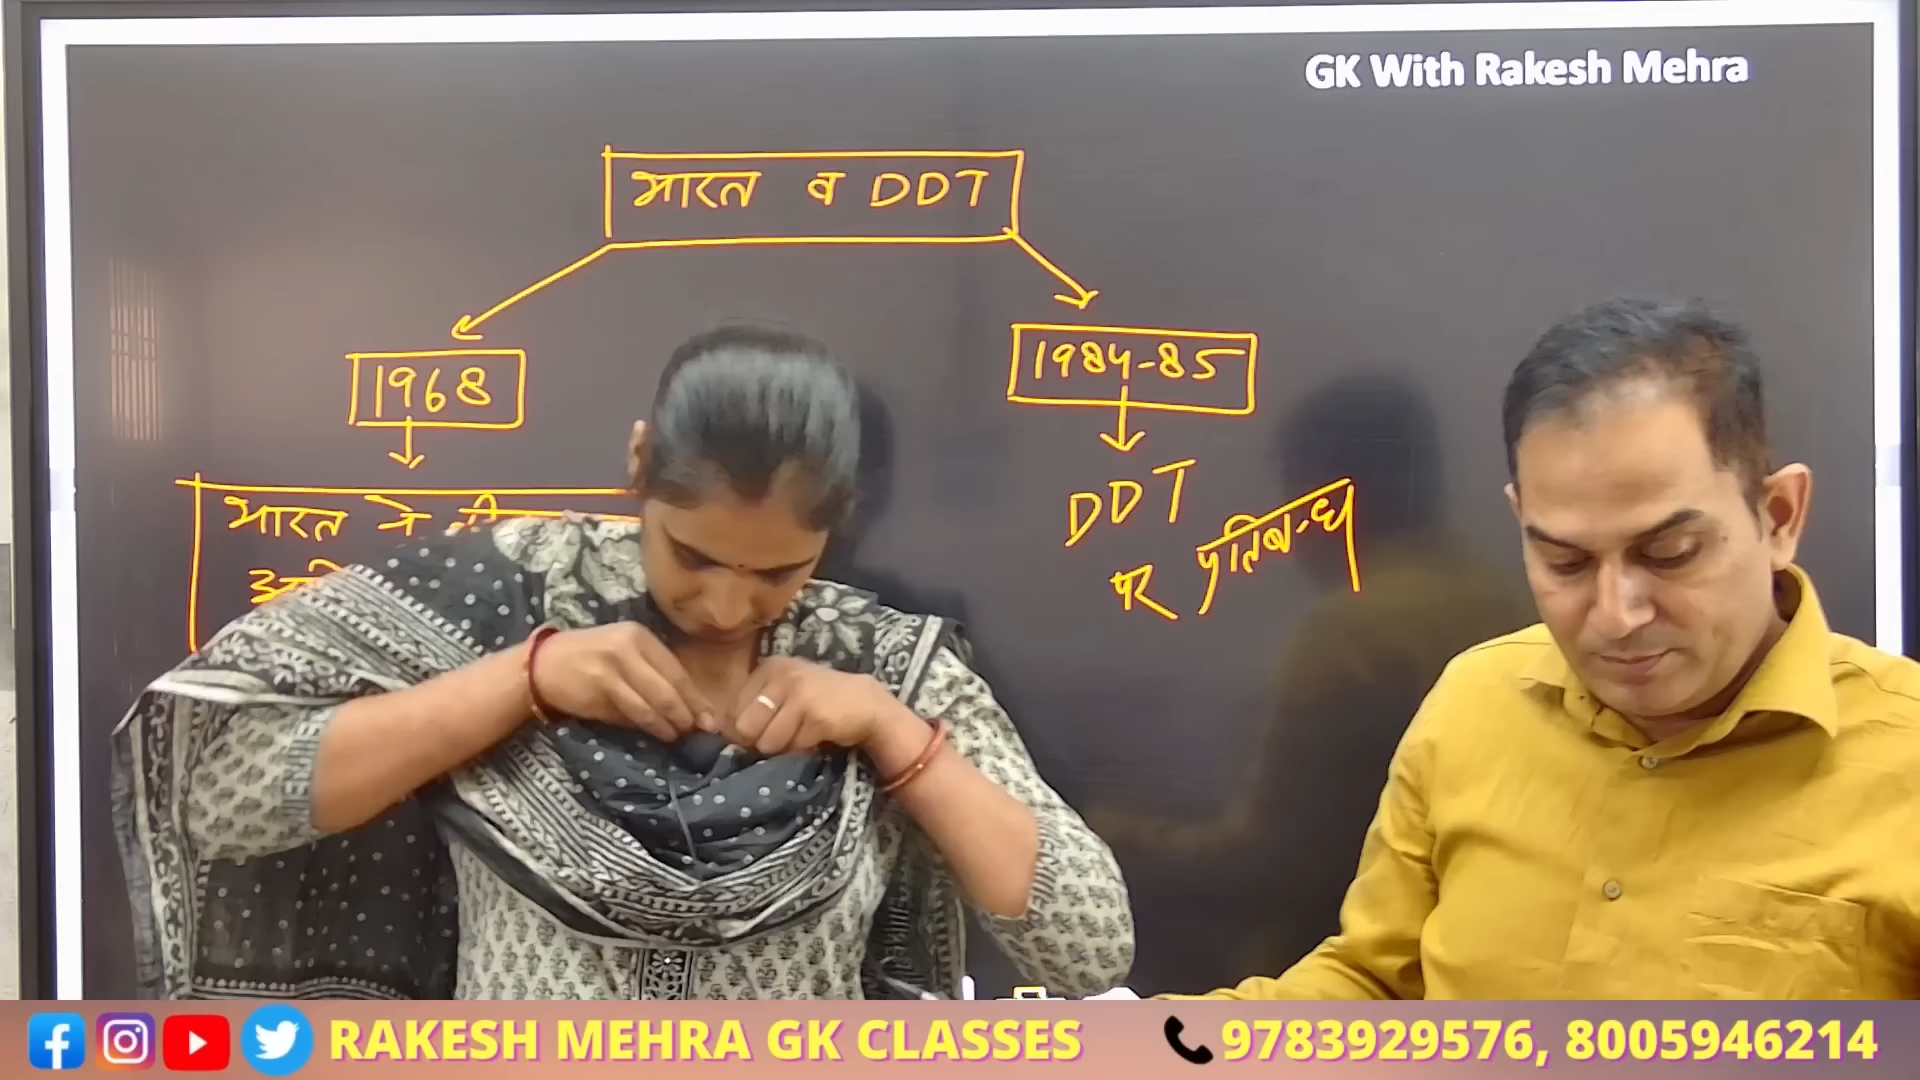 GK With Rakesh Mehra
भारत व DDT
1968
1984-85
भारत ने
DDT
पर प्रतिबन्ध
RAKESH MEHRA GK CLASSES
9783929576, 8005946214